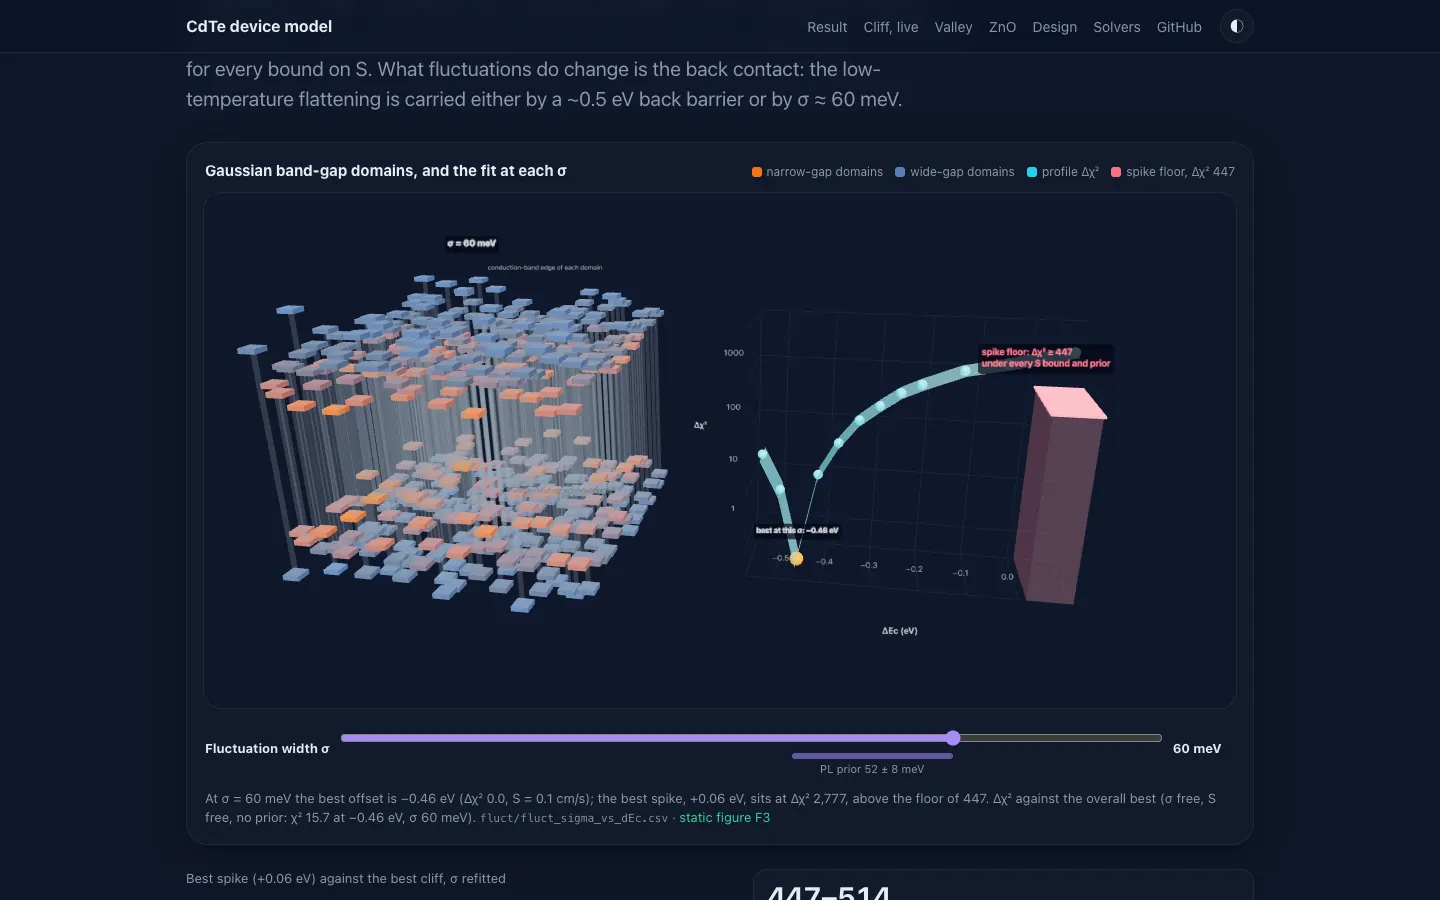 CdTe device model
Result Cliff, live Valley ZnO Design Solvers GitHub
for every bound on S. What fluctuations do change is the back contact: the low-
temperature flattening is carried either by a ~0.5 eV back barrier or by σ ≈ 60 meV.
Gaussian band-gap domains, and the fit at each σ
narrow-gap domains wide-gap domains profile Δχ² spike floor, Δχ² 447
σ = 60 meV
conduction-band edge of each domain
spike floor: Δχ² ≥ 447
under every S bound and prior
1000
100
Δχ²
10
1
best at this σ: −0.46 eV
−0.4 −0.3 −0.2 −0.1 0.0
ΔEc (eV)
Fluctuation width σ
60 meV
PL prior 52 ± 8 meV
At σ = 60 meV the best offset is −0.46 eV (Δχ² 0.0, S = 0.1 cm/s); the best spike, +0.06 eV, sits at Δχ² 2,777, above the floor of 447. Δχ² against the overall best (σ free, S
free, no prior: χ² 15.7 at −0.46 eV, σ 60 meV). fluct/fluct_sigma_vs_dEc.csv · static figure F3
Best spike (+0.06 eV) against the best cliff, σ refitted
447–514